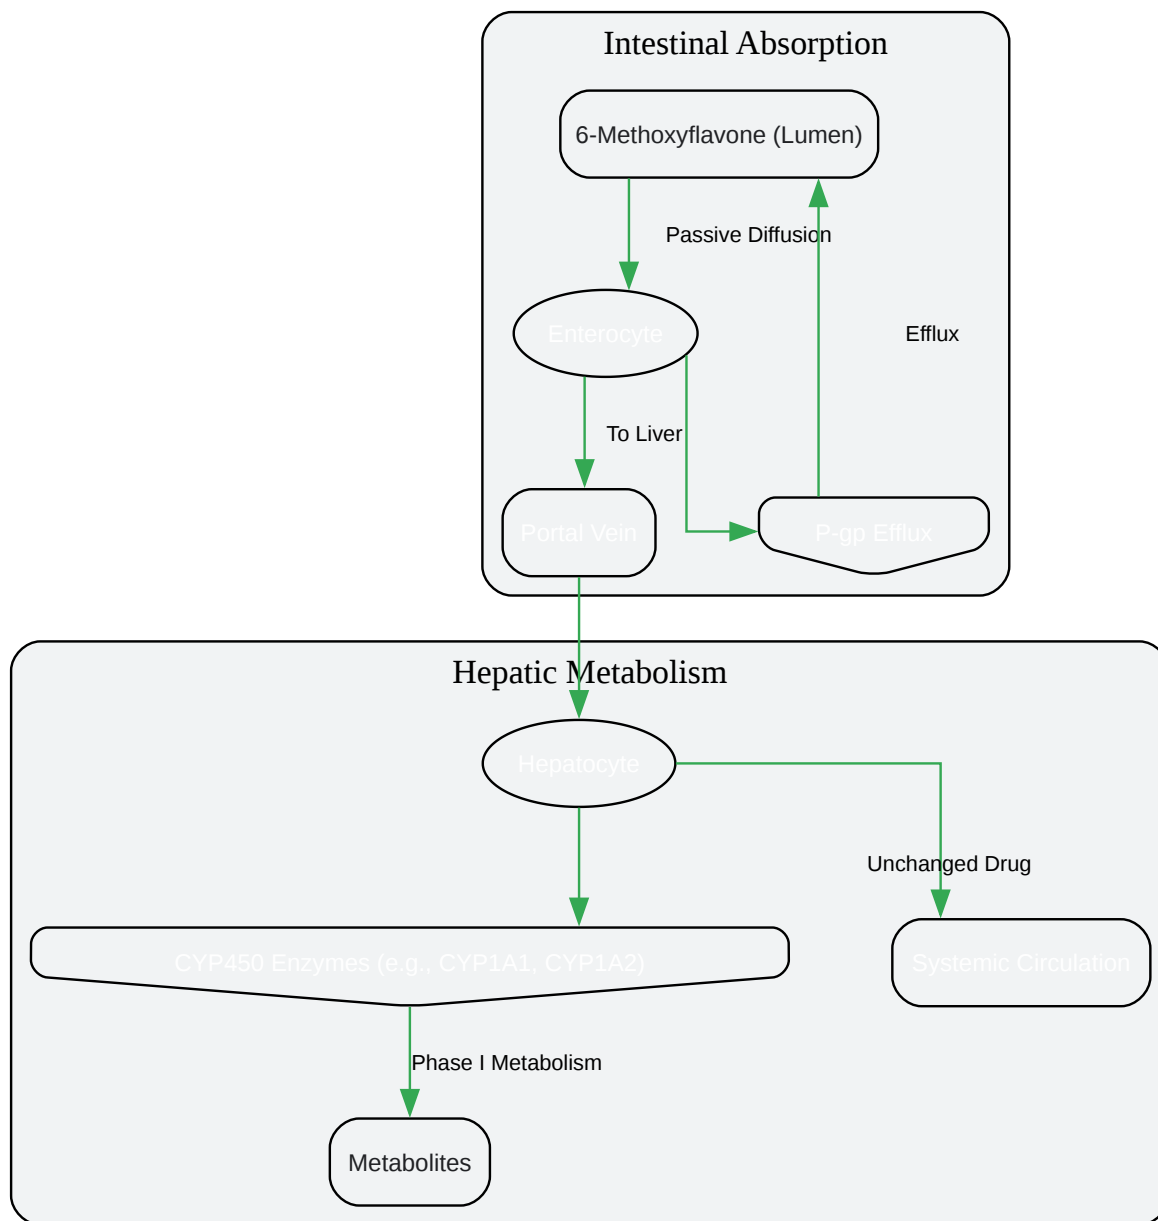 Intestinal Absorption
6-Methoxyflavone (Lumen)
Passive Diffusion
Enterocyte
Efflux
To Liver
Portal Vein
P-gp Efflux
Hepatic Metabolism
Hepatocyte
Unchanged Drug
CYP450 Enzymes (e.g., CYP1A1, CYP1A2)
Systemic Circulation
Phase I Metabolism
Metabolites